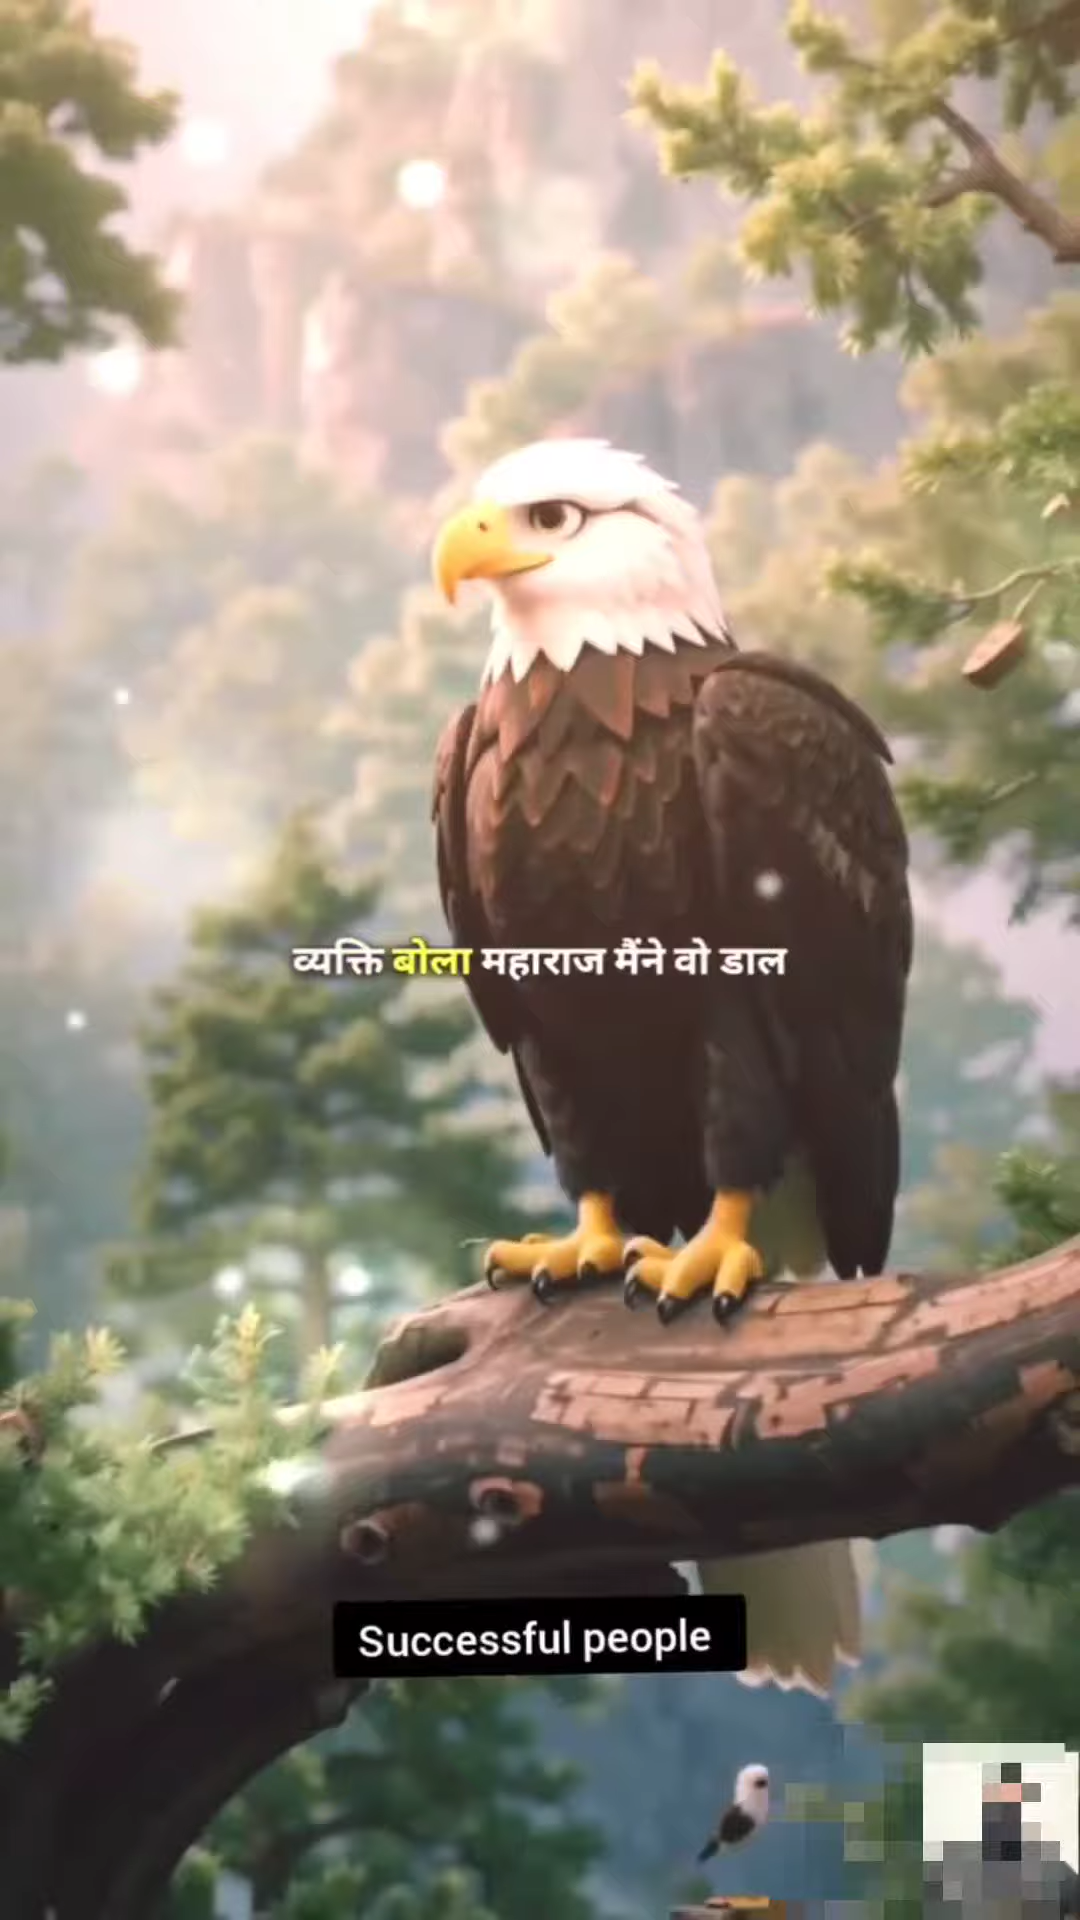 व्यक्ति बोला महाराज मैंने वो डाल
Successful people